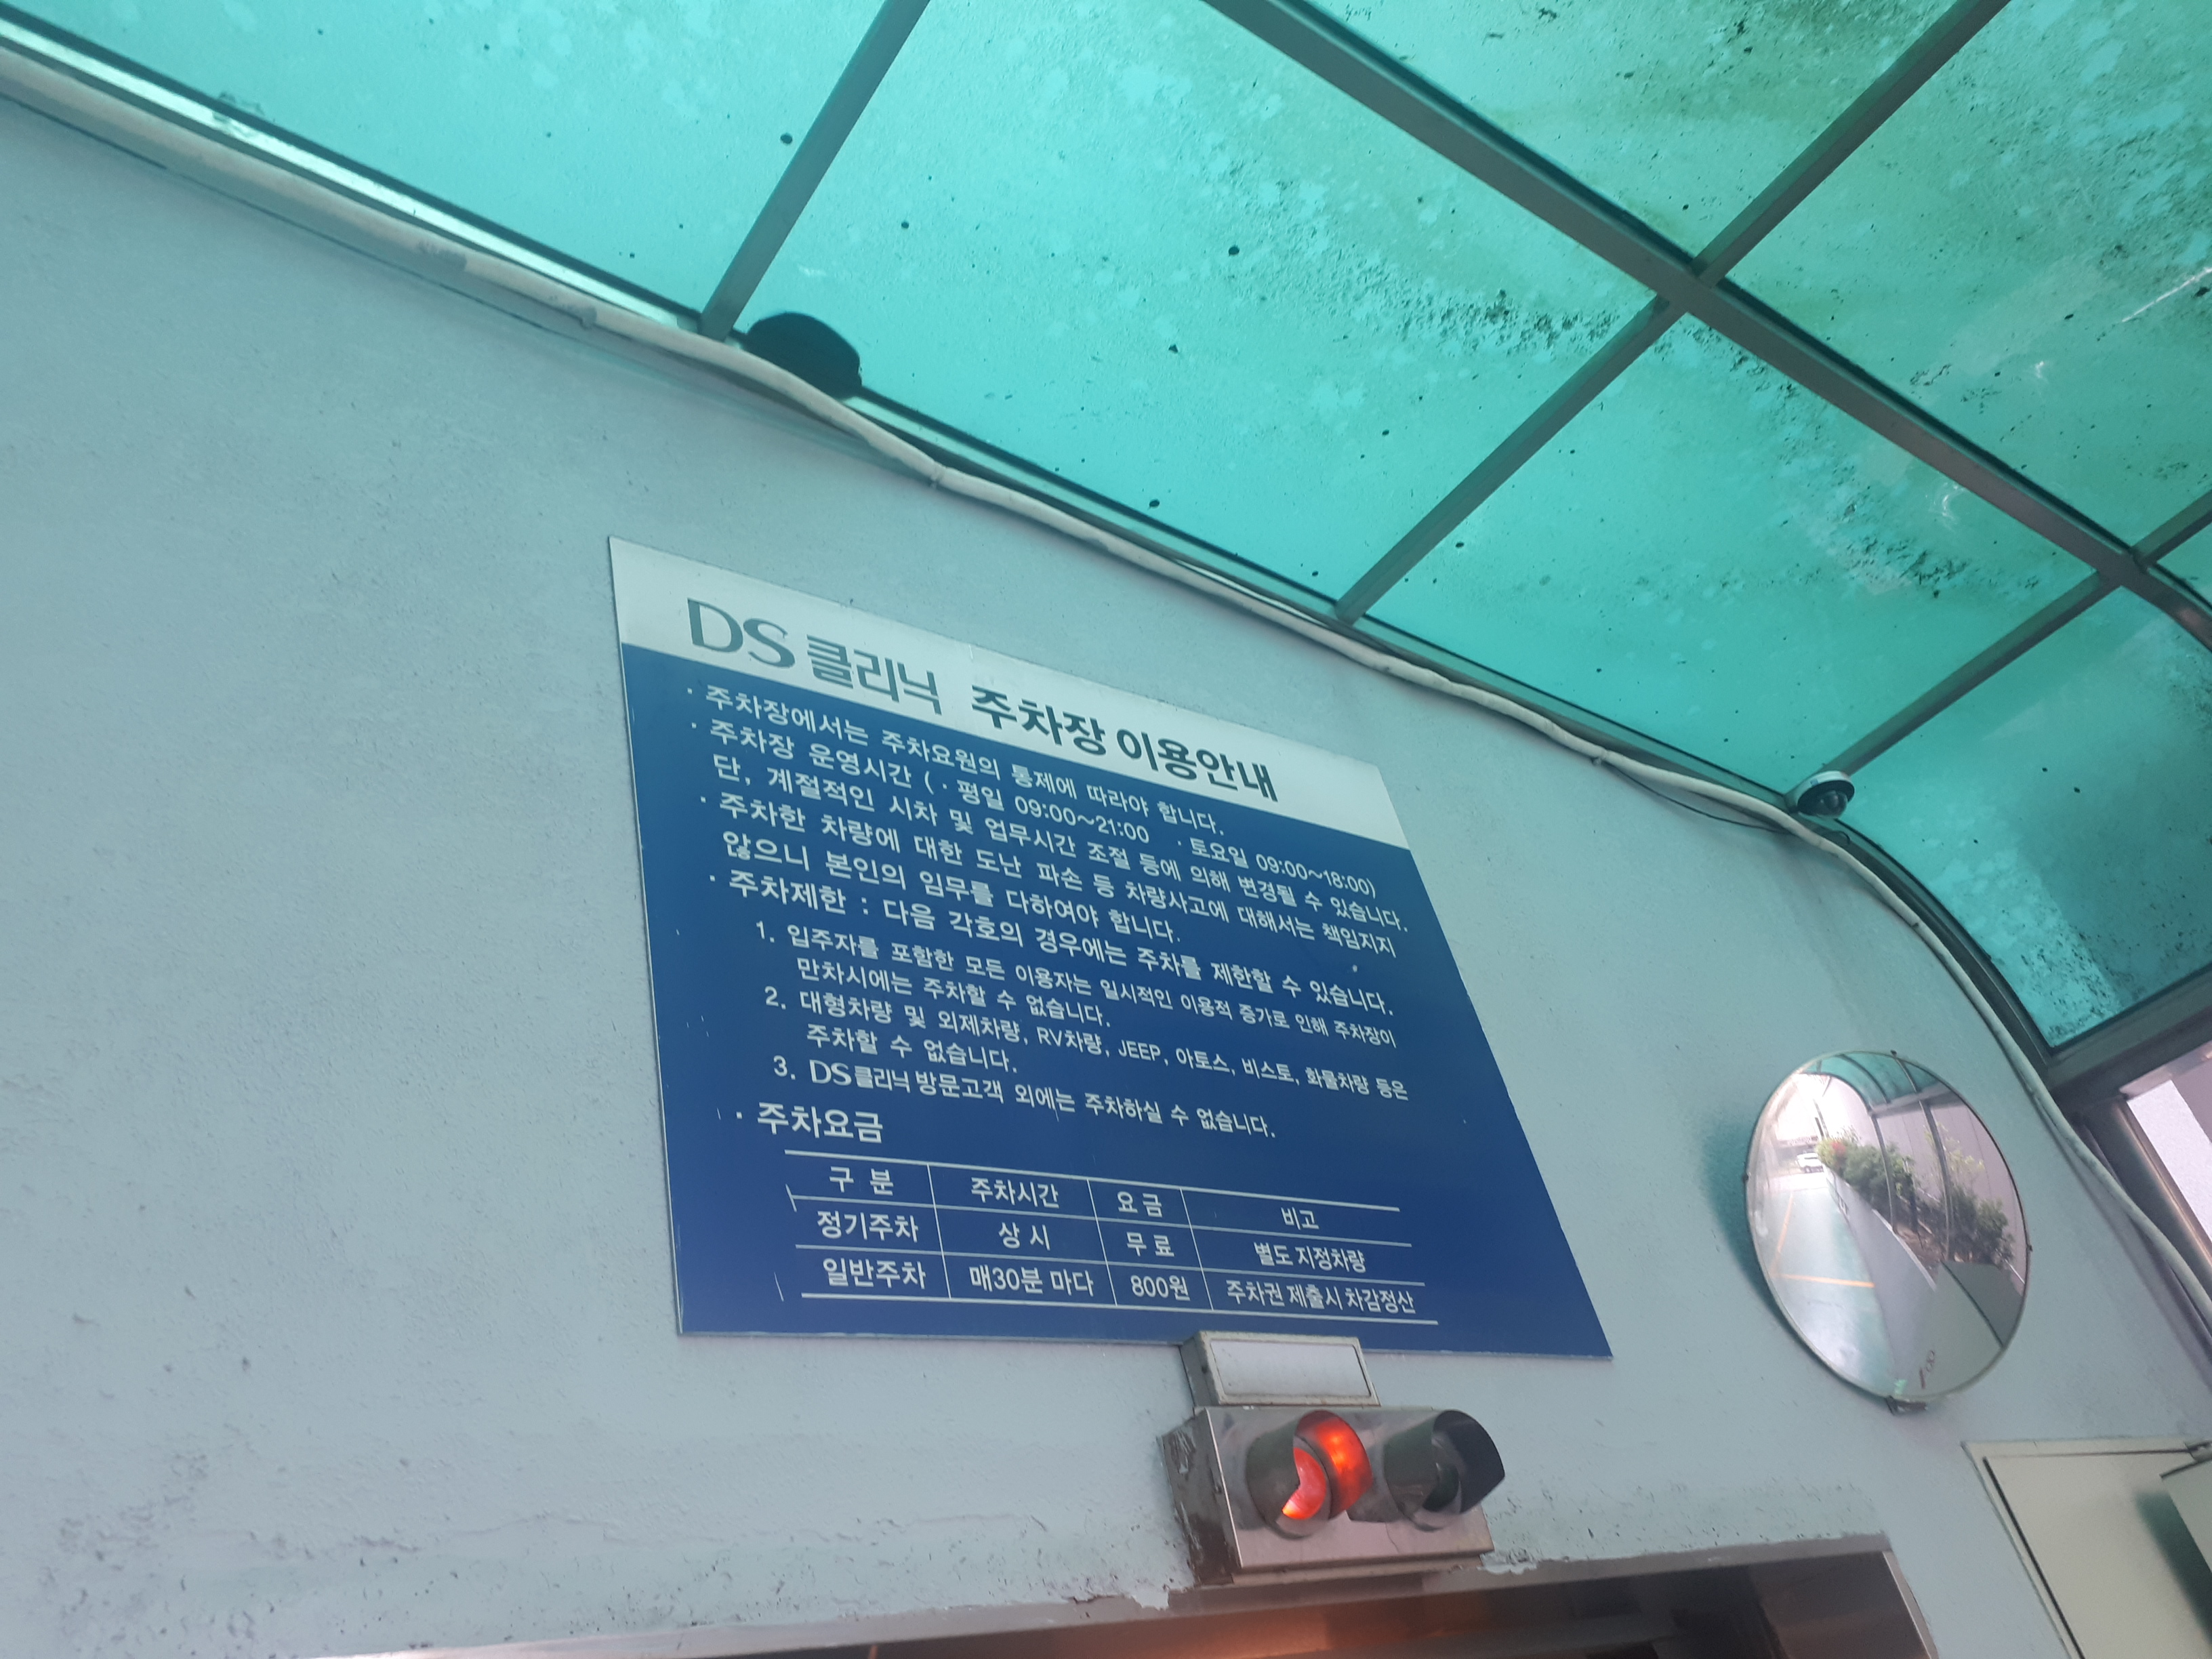 DS클리닉 주차장 이용안내
· 주차장에서는 주차요원의 통제에 따라야 합니다.
· 주차장 운영시간 ( · 평일 09:00~21:00 · 토요일 09:00~18:00)
단, 계절적인 시차 및 업무시간 조절 등에 의해 변경될 수 있습니다.
· 주차한 차량에 대한 도난 파손 등 차량사고에 대해서는 책임지지
않으니 본인의 임무를 다하여야 합니다.
· 주차제한 : 다음 각호의 경우에는 주차를 제한할 수 있습니다.
1. 입주자를 포함한 모든 이용자는 일시적인 이용적 증가로 인해 주차장이
만차시에는 주차할 수 없습니다.
2. 대형차량 및 외제차량, RV차량, JEEP, 아토스, 비스토, 화물차량 등은
주차할 수 없습니다.
3. DS클리닉 방문고객 외에는 주차하실 수 없습니다.
· 주차요금
구 분 주차시간 요 금 비고
정기주차 상 시 무 료 별도 지정차량
일반주차 매30분 마다 800원 주차권 제출시 차감정산